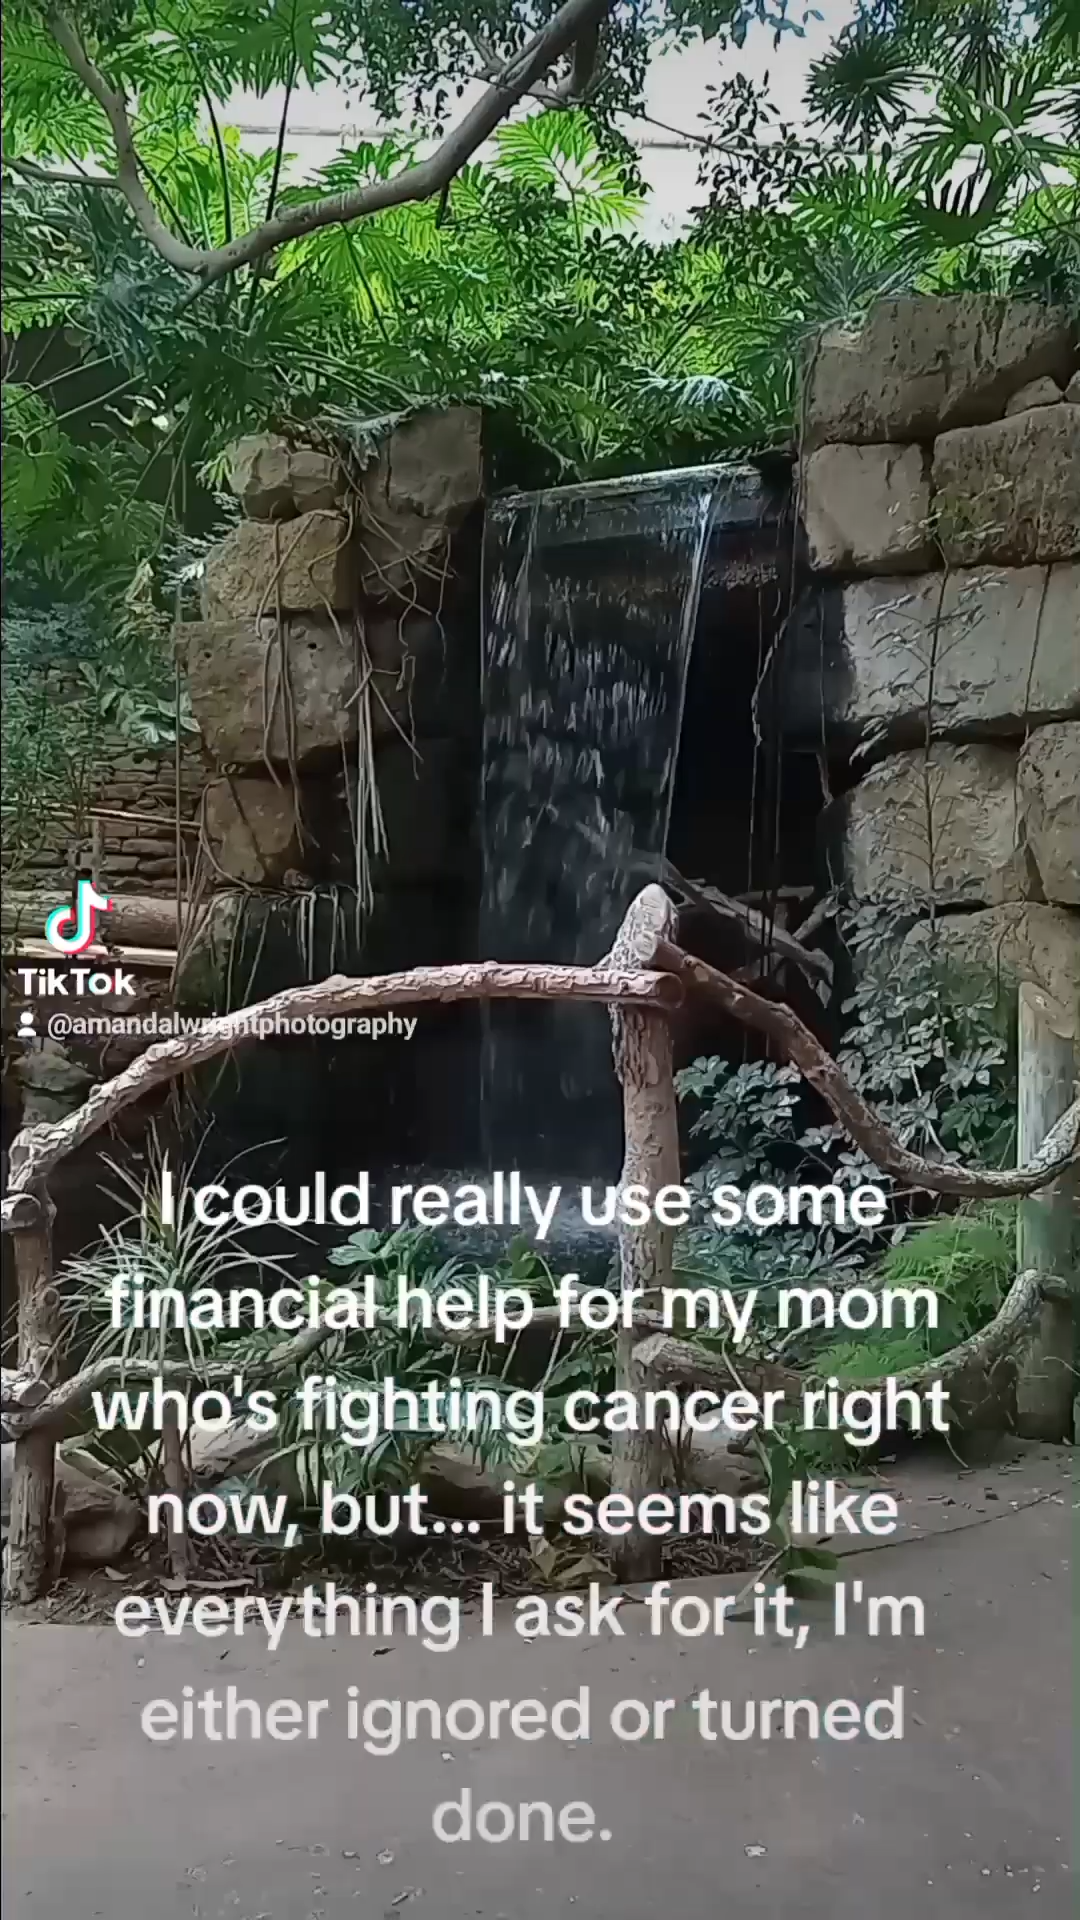 TikTok
@amandalwrightphotography
I could really use some
financial help for my mom
who's fighting cancer right
now, but... it seems like
everything I ask for it, I'm
either ignored or turned
done.